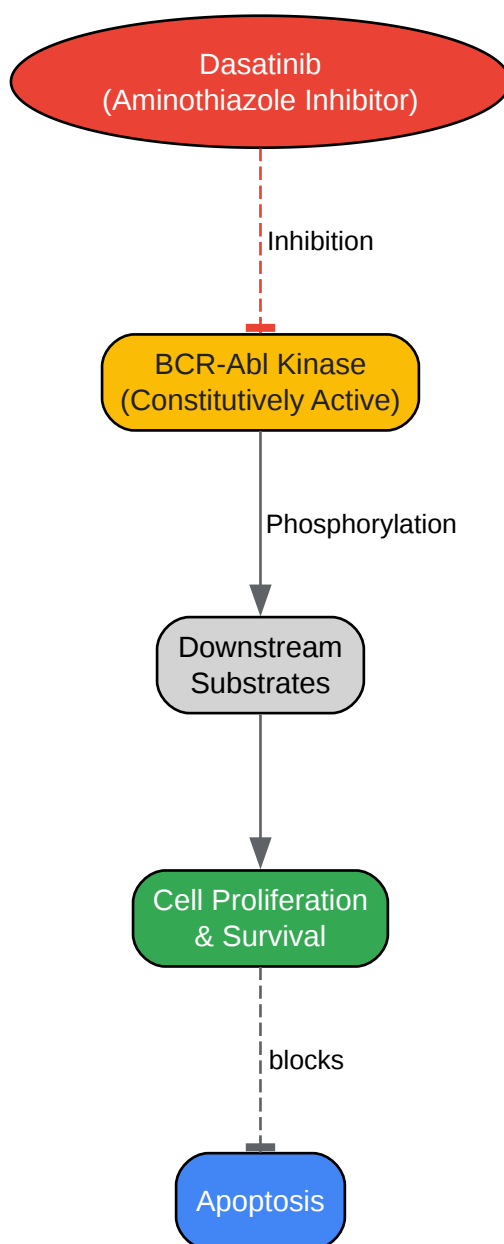 Dasatinib
(Aminothiazole Inhibitor)
Inhibition
BCR-Abl Kinase
(Constitutively Active)
Phosphorylation
Downstream
Substrates
Cell Proliferation
& Survival
blocks
Apoptosis